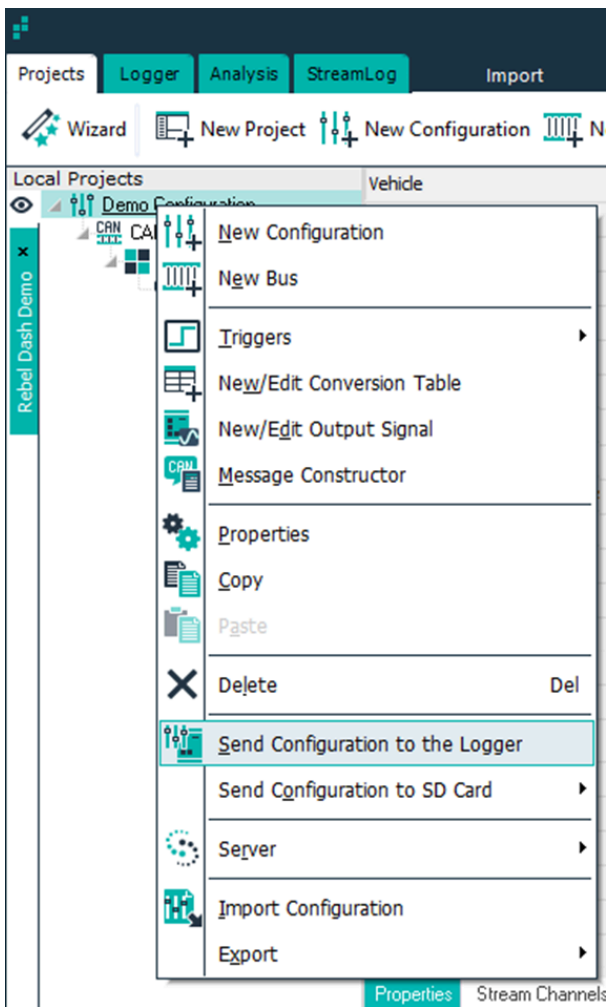 Projects Logger Analysis StreamLog Import
Wizard New Project New Configuration
Local Projects Vehicle
Demo Configuration
CAN
New Configuration
New Bus
Rebel Dash Demo
Triggers
New/Edit Conversion Table
New/Edit Output Signal
CAN
Message Constructor
Properties
Copy
Paste
Delete Del
Send Configuration to the Logger
Send Configuration to SD Card
Server
Import Configuration
Export
Properties Stream Channels